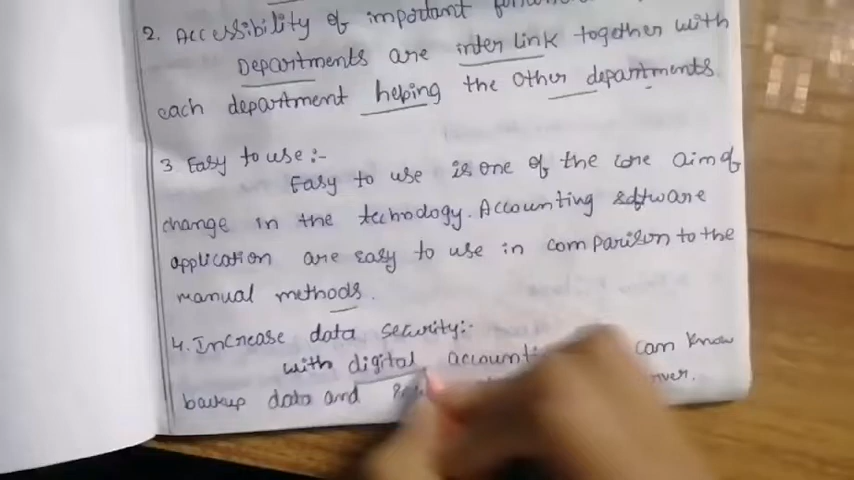 2. Accessibility of important
Departments are inter link together with
each department helping the other departments
3 Easy to use :-
Easy to use is one of the core aim of
change in the technology. Accounting software
application are easy to use in comparison to the
manual methods.
4. Increase data security:-
with digital can know
backup data and